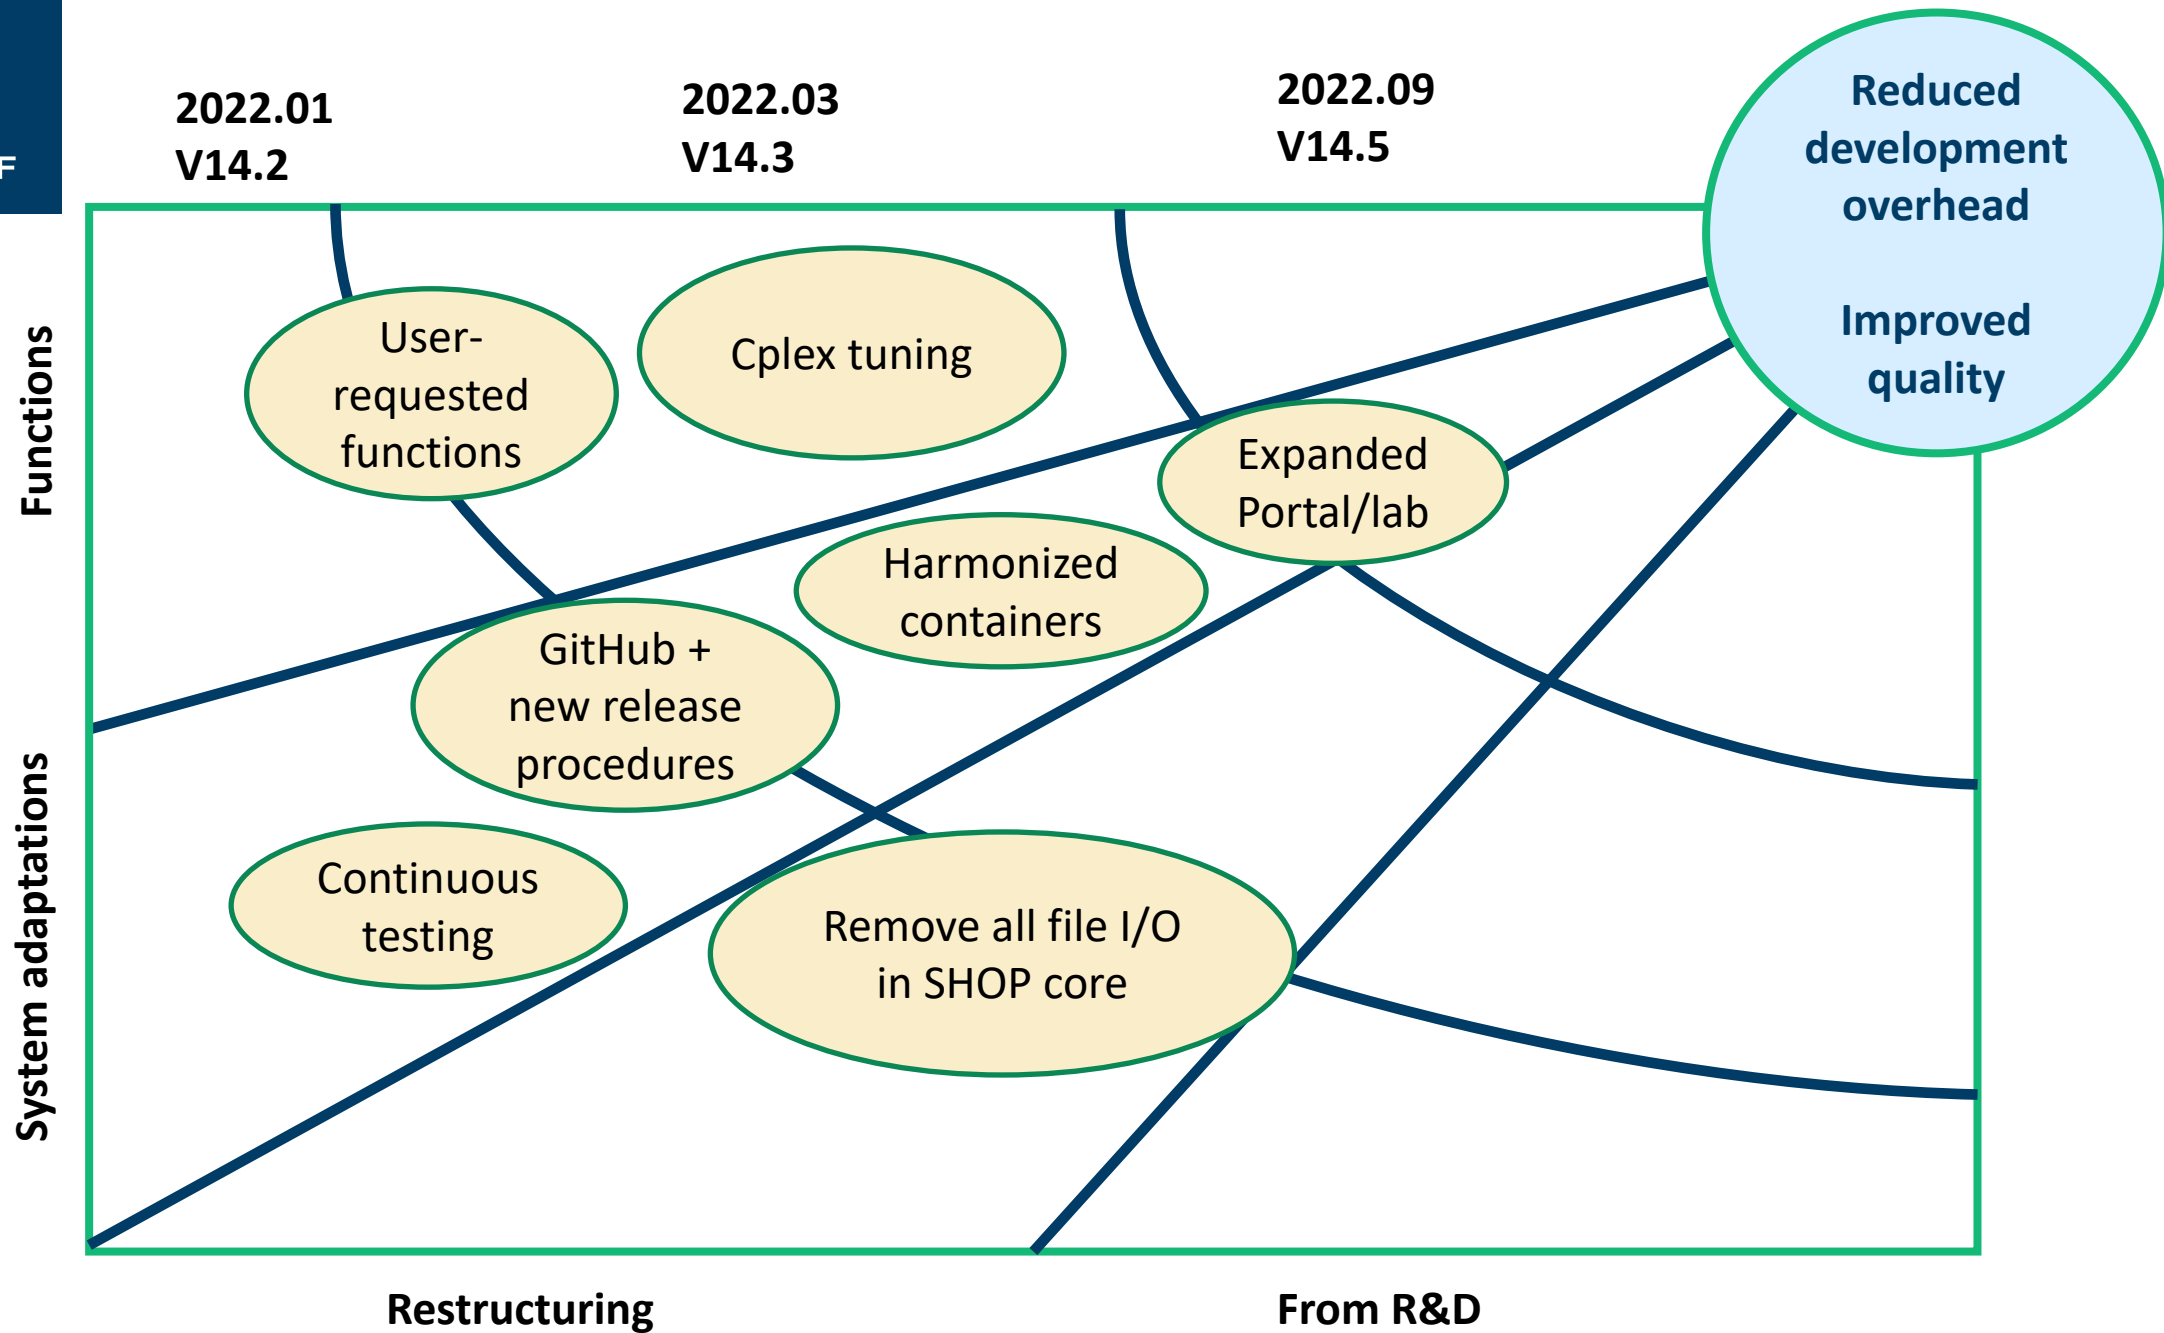 F
2022.01
V14.2
2022.03
V14.3
2022.09
V14.5
Reduced
development
overhead
Improved
quality
Functions
System adaptations
User-
requested
functions
Cplex tuning
Expanded
Portal/lab
Harmonized
containers
GitHub +
new release
procedures
Continuous
testing
Remove all file I/O
in SHOP core
Restructuring
From R&D